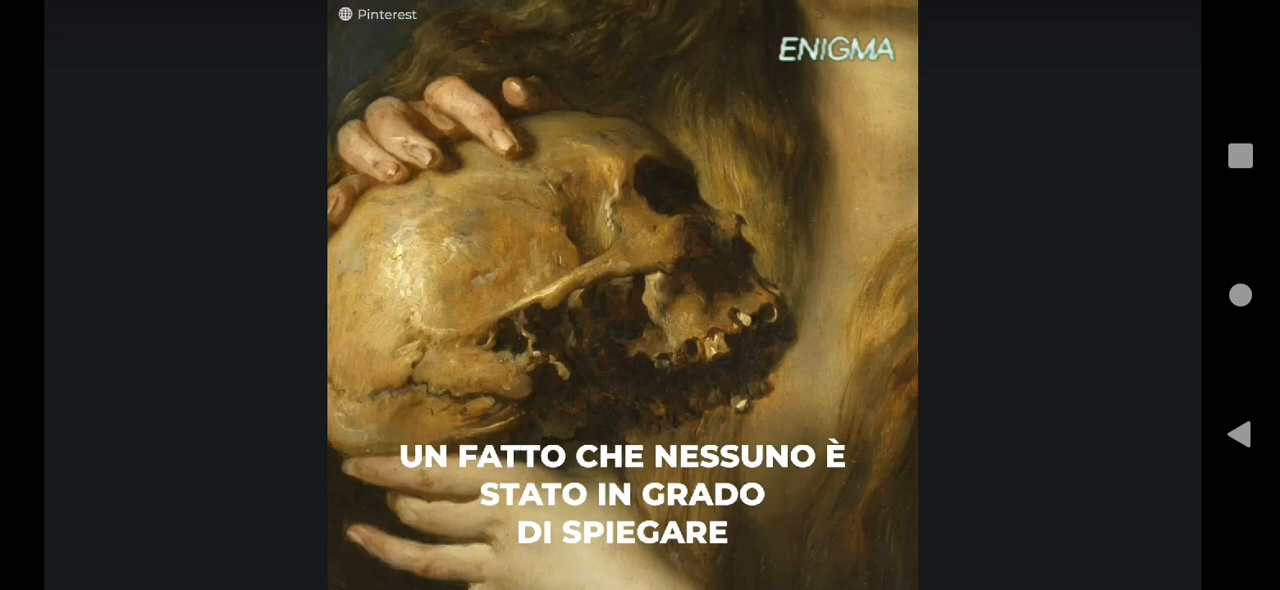 Pinterest
ENIGMA
UN FATTO CHE NESSUNO È
STATO IN GRADO
DI SPIEGARE